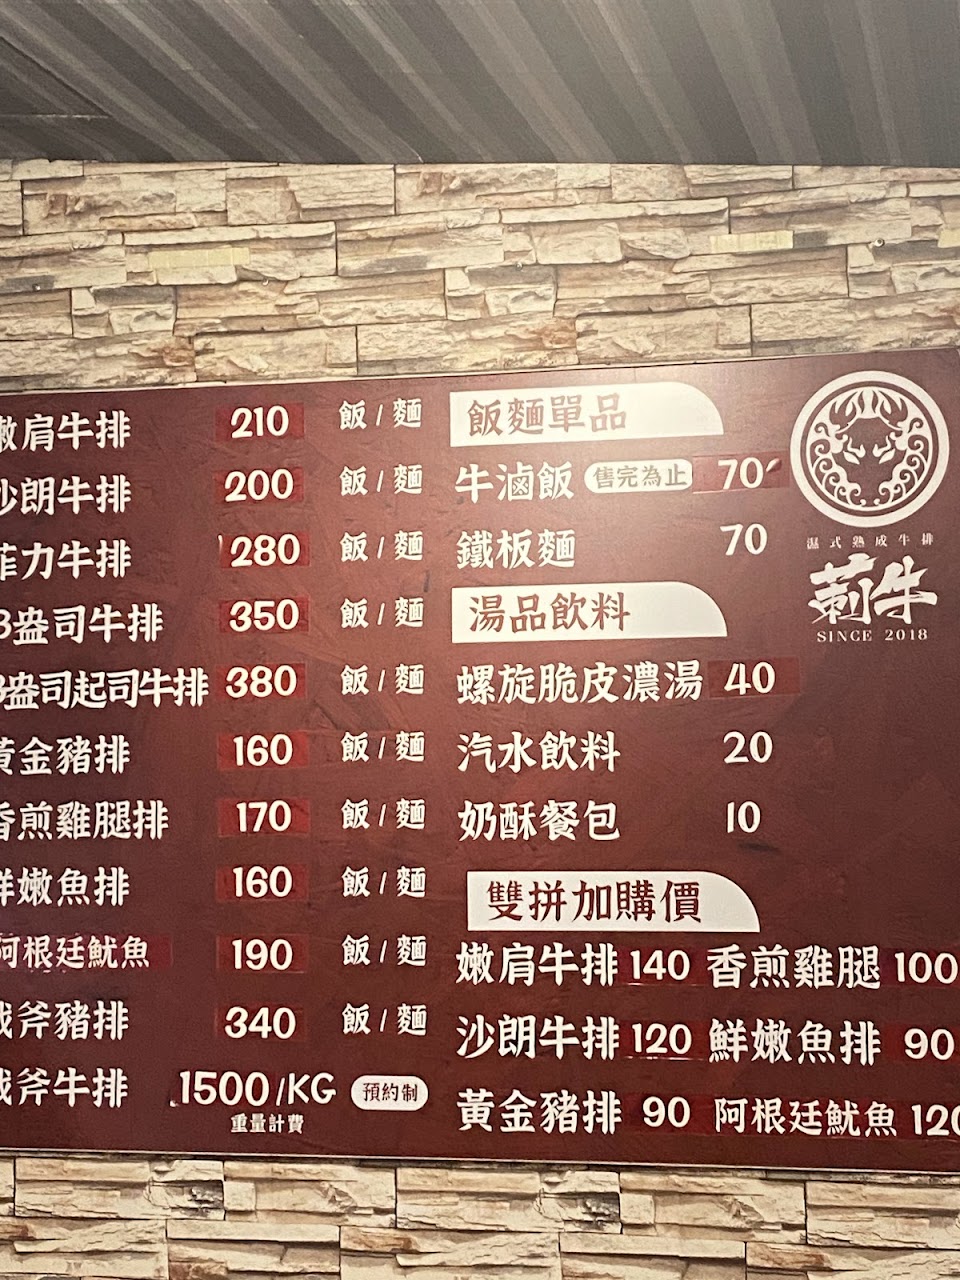 嫩肩牛排 210 飯/麵
沙朗牛排 200 飯/麵
菲力牛排 280 飯/麵
盎司牛排 350 飯/麵
盎司起司牛排 380 飯/麵
黃金豬排 160 飯/麵
香煎雞腿排 170 飯/麵
鮮嫩魚排 160 飯/麵
阿根廷魷魚 190 飯/麵
戰斧豬排 340 飯/麵
戰斧牛排 1500/KG 預約制
重量計費
飯麵單品
牛滷飯 售完為止 70
鐵板麵 70
湯品飲料
螺旋脆皮濃湯 40
汽水飲料 20
奶酥餐包 10
雙拼加購價
嫩肩牛排 140 香煎雞腿 100
沙朗牛排 120 鮮嫩魚排 90
黃金豬排 90 阿根廷魷魚 120
濕式熟成牛排
莿牛
SINCE 2018